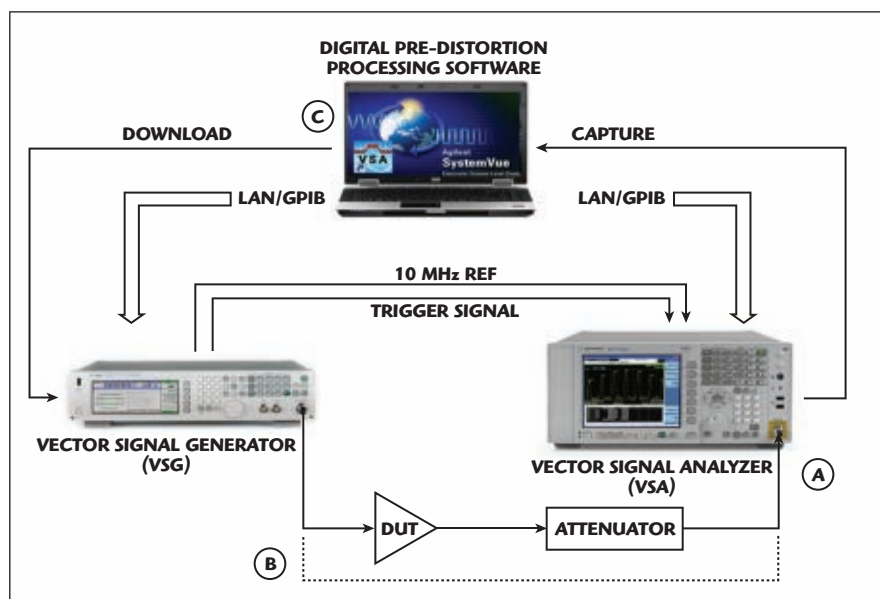 DIGITAL PRE-DISTORTION
PROCESSING SOFTWARE
C
DOWNLOAD
CAPTURE
VSA
Agilent
SystemVue
LAN/GPIB
LAN/GPIB
10 MHz REF
TRIGGER SIGNAL
VECTOR SIGNAL GENERATOR
(VSG)
VECTOR SIGNAL ANALYZER
(VSA)
A
DUT
ATTENUATOR
B